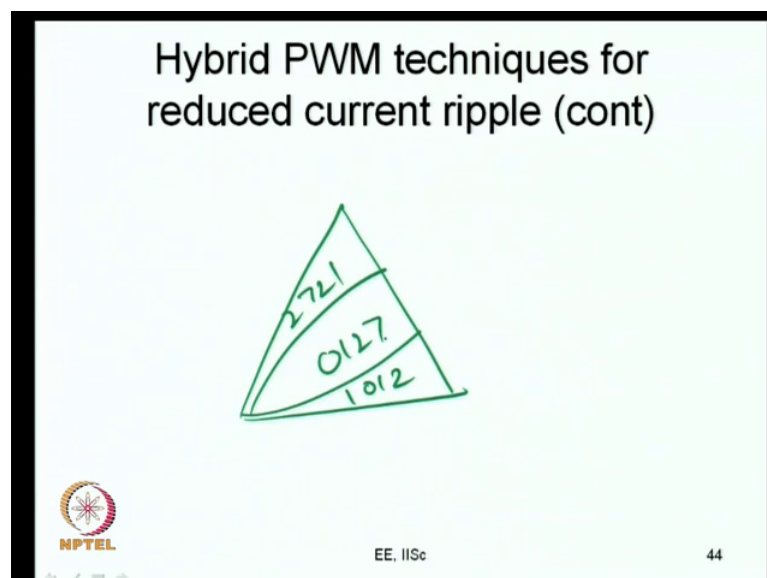 Hybrid PWM techniques for
reduced current ripple (cont)
2721
0127
1012
NPTEL
EE, IISc
44